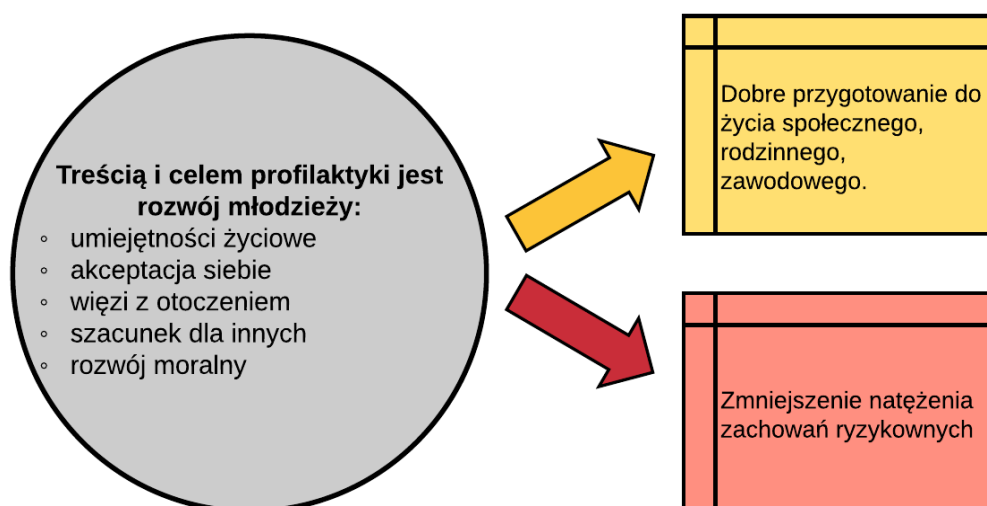 Treścią i celem profilaktyki jest
rozwój młodzieży:
◦ umiejętności życiowe
◦ akceptacja siebie
◦ więzi z otoczeniem
◦ szacunek dla innych
◦ rozwój moralny
Dobre przygotowanie do
życia społecznego,
rodzinnego,
zawodowego.
Zmniejszenie natężenia
zachowań ryzykownych